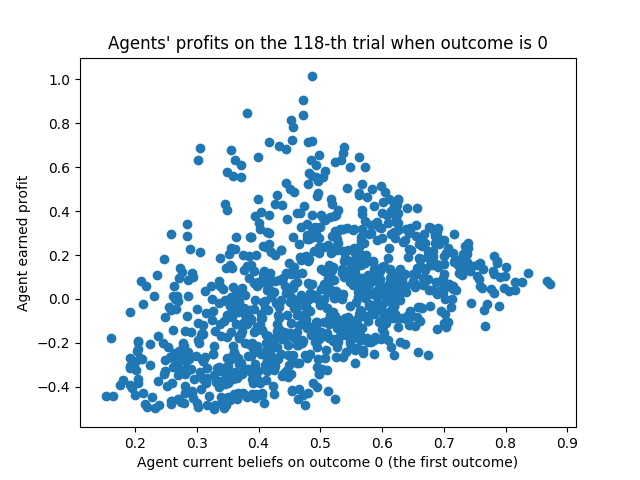 Agents' profits on the 118-th trial when outcome is 0
1.0
0.8
0.6
0.4
0.2
0.0
−0.2
−0.4
Agent earned profit
0.2 0.3 0.4 0.5 0.6 0.7 0.8 0.9
Agent current beliefs on outcome 0 (the first outcome)